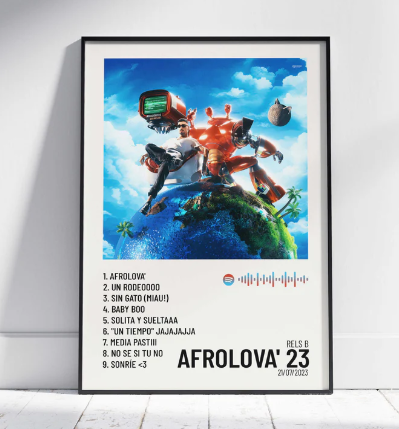 1. AFROLOVA'
2. UN RODEOOOO
3. SIN GATO (MIAU!)
4. BABY BOO
5. SOLITA Y SUELTAAA
6. "UN TIEMPO" JAJAJAJJA
7. MEDIA PASTIII
8. NO SE SI TU NO
9. SONRÍE <3
RELS B
AFROLOVA' 23
21/07/2023